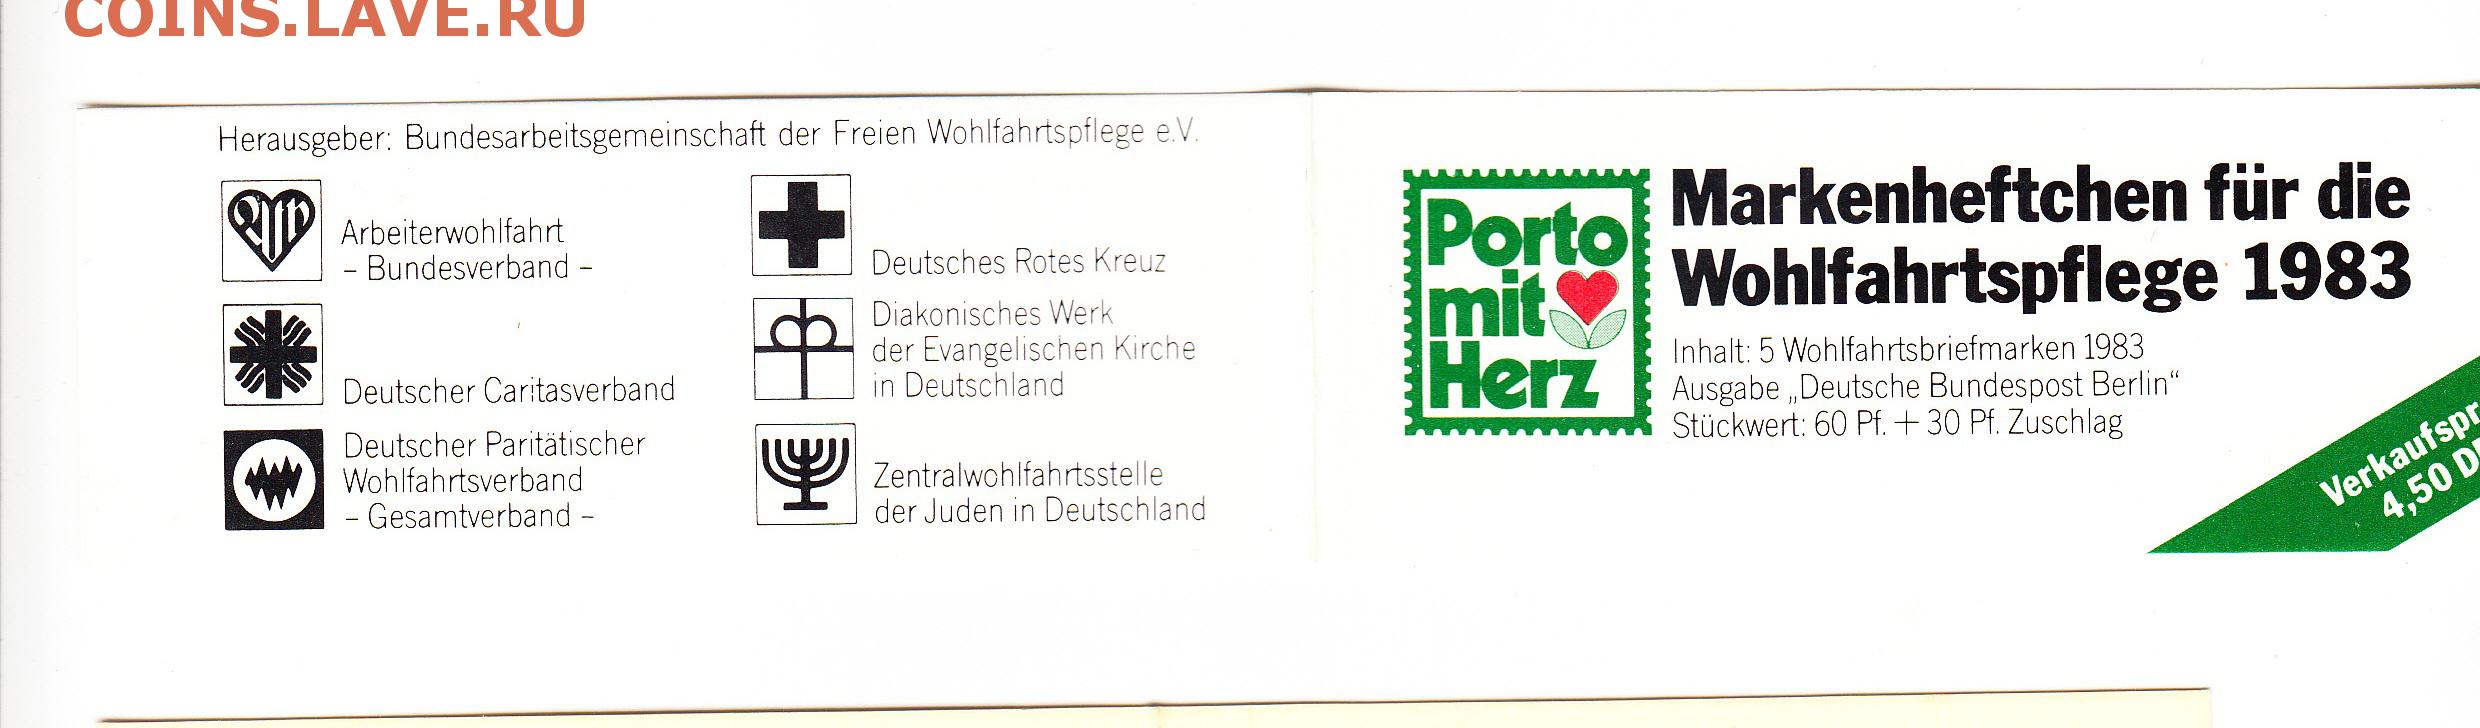 COINS.LAVE.RU
Herausgeber: Bundesarbeitsgemeinschaft der Freien Wohlfahrtspflege e.V.
Arbeiterwohlfahrt
– Bundesverband –
Deutscher Caritasverband
Deutscher Paritätischer
Wohlfahrtsverband
– Gesamtverband –
Deutsches Rotes Kreuz
Diakonisches Werk
der Evangelischen Kirche
in Deutschland
Zentralwohlfahrtsstelle
der Juden in Deutschland
Porto
mit
Herz
Markenheftchen für die
Wohlfahrtspflege 1983
Inhalt: 5 Wohlfahrtsbriefmarken 1983
Ausgabe „Deutsche Bundespost Berlin“
Stückwert: 60 Pf. + 30 Pf. Zuschlag
4,50